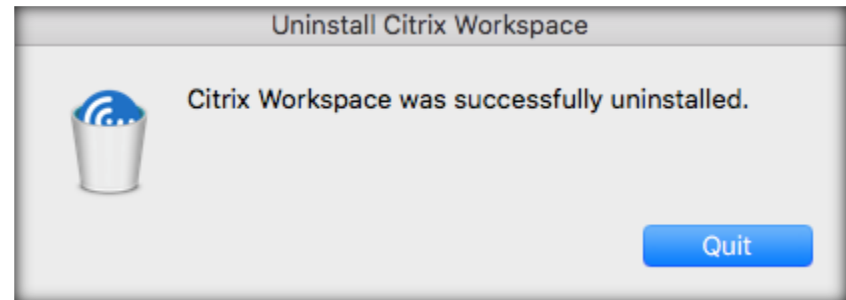 Uninstall Citrix Workspace
Citrix Workspace was successfully uninstalled.
Quit